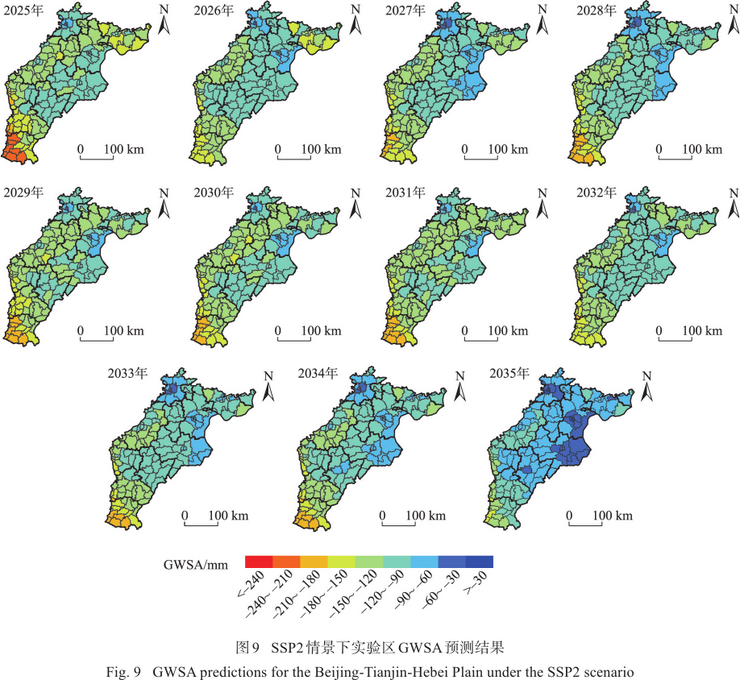 2025年
N
0 100 km
2026年
N
0 100 km
2027年
N
0 100 km
2028年
N
0 100 km
2029年
N
0 100 km
2030年
N
0 100 km
2031年
N
0 100 km
2032年
N
0 100 km
2033年
N
0 100 km
2034年
N
0 100 km
2035年
N
0 100 km
GWSA/mm
<-240
-240~-210
-210~-180
-180~-150
-150~-120
-120~-90
-90~-60
-60~-30
>-30
图9 SSP2情景下实验区GWSA预测结果
Fig. 9 GWSA predictions for the Beijing-Tianjin-Hebei Plain under the SSP2 scenario